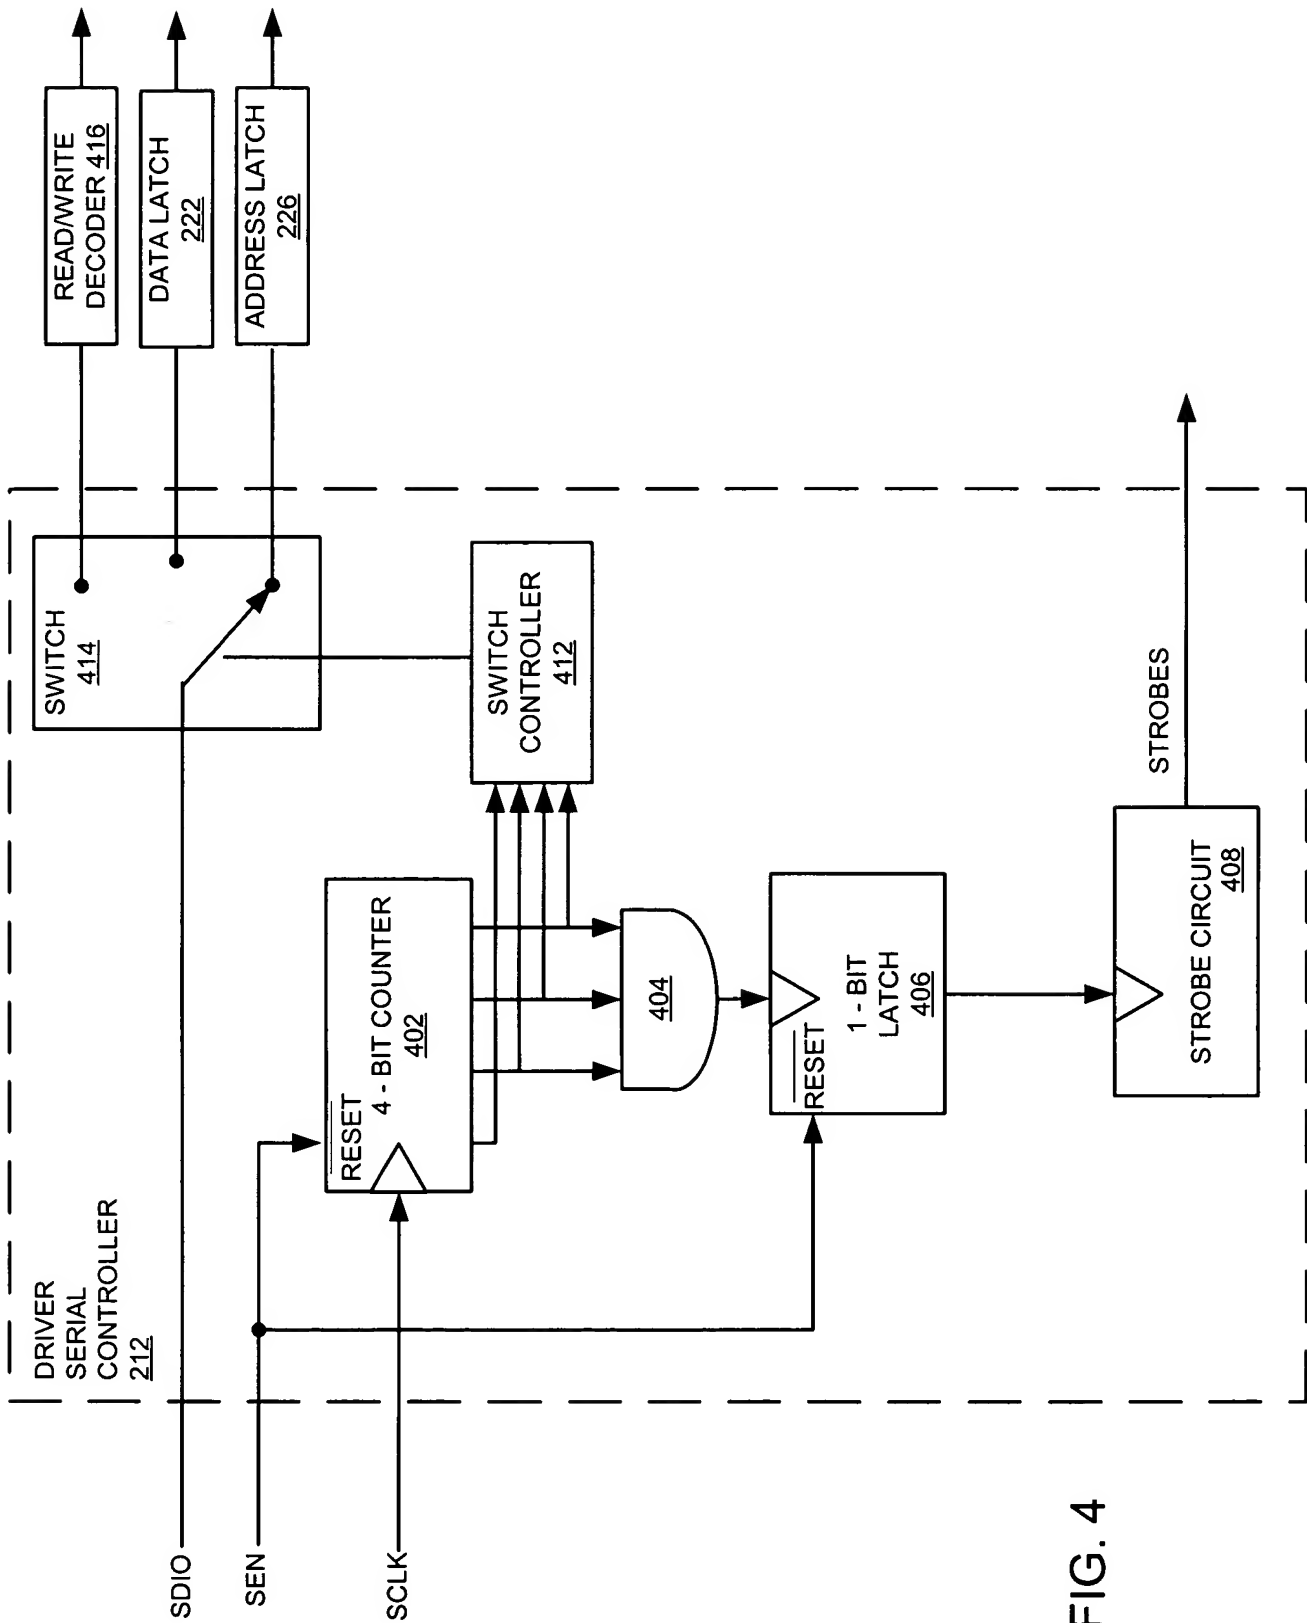 DRIVER
SERIAL
CONTROLLER
212
SDIO
SEN
SCLK
SWITCH
414
READ/WRITE
DECODER 416
DATA LATCH
222
ADDRESS LATCH
226
RESET
4 - BIT COUNTER
402
SWITCH
CONTROLLER
412
404
RESET
1 - BIT
LATCH
406
STROBE CIRCUIT
408
STROBES
FIG. 4